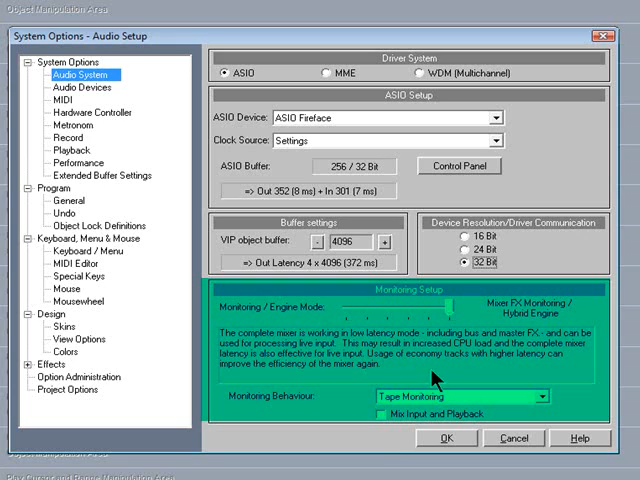 Object Manipulation Area
System Options - Audio Setup
System Options
Audio System
Audio Devices
MIDI
Hardware Controller
Metronom
Record
Playback
Performance
Extended Buffer Settings
Program
General
Undo
Object Lock Definitions
Keyboard, Menu & Mouse
Keyboard / Menu
MIDI Editor
Special Keys
Mouse
Mousewheel
Design
Skins
View Options
Colors
Effects
Option Administration
Project Options
Driver System
ASIO MME WDM (Multichannel)
ASIO Setup
ASIO Device: ASIO Fireface
Clock Source: Settings
ASIO Buffer: 256 / 32 Bit Control Panel
=> Out 352 (8 ms) + In 301 (7 ms)
Buffer settings
VIP object buffer: - 4096 +
=> Out Latency 4 x 4096 (372 ms)
Device Resolution/Driver Communication
16 Bit
24 Bit
32 Bit
Monitoring Setup
Monitoring / Engine Mode: Mixer FX Monitoring /
Hybrid Engine
The complete mixer is working in low latency mode - including bus and master FX - and can be
used for processing live input. This may result in increased CPU load and the complete mixer
latency is also effective for live input. Usage of economy tracks with higher latency can
improve the efficiency of the mixer again.
Monitoring Behaviour: Tape Monitoring
Mix Input and Playback
OK Cancel Help
Object Manipulation Area
Play Cursor and Range Manipulation Area